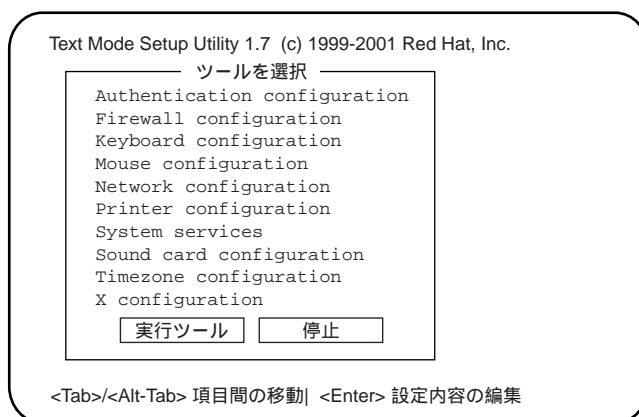 Text Mode Setup Utility 1.7 (c) 1999-2001 Red Hat, Inc.
ツールを選択
Authentication configuration
Firewall configuration
Keyboard configuration
Mouse configuration
Network configuration
Printer configuration
System services
Sound card configuration
Timezone configuration
X configuration
実行ツール 停止
<Tab>/<Alt-Tab> 項目間の移動| <Enter> 設定内容の編集